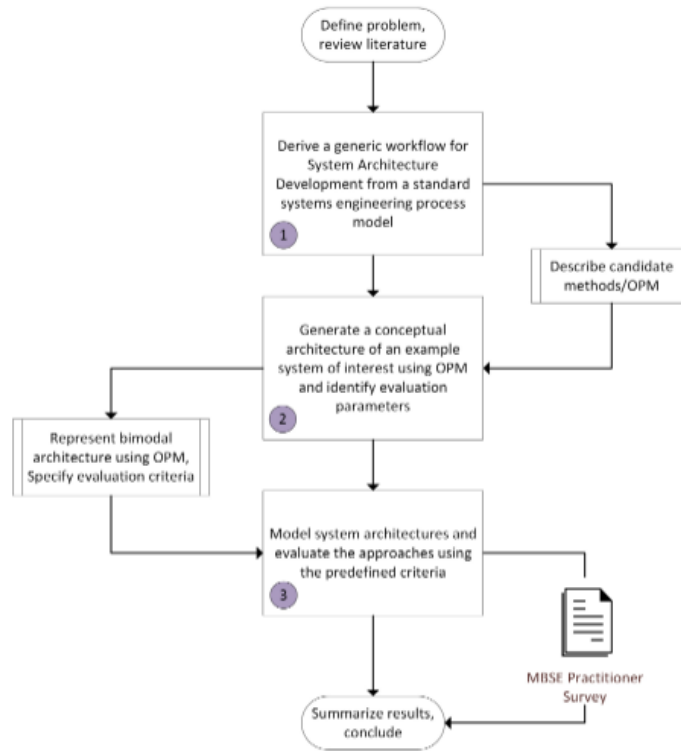 Define problem,
review literature
Derive a generic workflow for
System Architecture
Development from a standard
systems engineering process
model
1
Describe candidate
methods/OPM
Generate a conceptual
architecture of an example
system of interest using OPM
and identify evaluation
parameters
2
Represent bimodal
architecture using OPM,
Specify evaluation criteria
Model system architectures and
evaluate the approaches using
the predefined criteria
3
MBSE Practitioner
Survey
Summarize results,
conclude